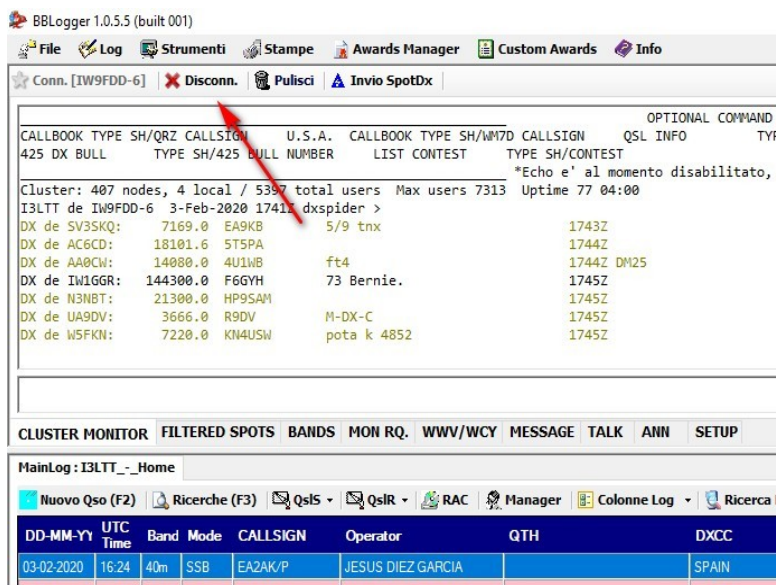 BBLogger 1.0.5.5 (built 001)
File Log Strumenti Stampe Awards Manager Custom Awards Info
Conn. [IW9FDD-6] Disconn. Pulisci Invio SpotDx
OPTIONAL COMMAND
CALLBOOK TYPE SH/QRZ CALLSIGN U.S.A. CALLBOOK TYPE SH/WM7D CALLSIGN QSL INFO TYP
425 DX BULL TYPE SH/425 BULL NUMBER LIST CONTEST TYPE SH/CONTEST
*Echo e' al momento disabilitato,
Cluster: 407 nodes, 4 local / 5397 total users Max users 7313 Uptime 77 04:00
I3LTT de IW9FDD-6 3-Feb-2020 1741Z dxspider >
DX de SV3SKQ: 7169.0 EA9KB 5/9 tnx 1743Z
DX de AC6CD: 18101.6 5T5PA 1744Z
DX de AA0CW: 14080.0 4U1WB ft4 1744Z DM25
DX de IW1GGR: 144300.0 F6GYH 73 Bernie. 1745Z
DX de N3NBT: 21300.0 HP9SAM 1745Z
DX de UA9DV: 3666.0 R9DV M-DX-C 1745Z
DX de W5FKN: 7220.0 KN4USW pota k 4852 1745Z
CLUSTER MONITOR FILTERED SPOTS BANDS MON RQ. WWV/WCY MESSAGE TALK ANN SETUP
MainLog : I3LTT_-_Home
Nuovo Qso (F2) Ricerche (F3) QslS QslR RAC Manager Colonne Log Ricerca
DD-MM-YY UTC Time Band Mode CALLSIGN Operator QTH DXCC
03-02-2020 16:24 40m SSB EA2AK/P JESUS DIEZ GARCIA SPAIN